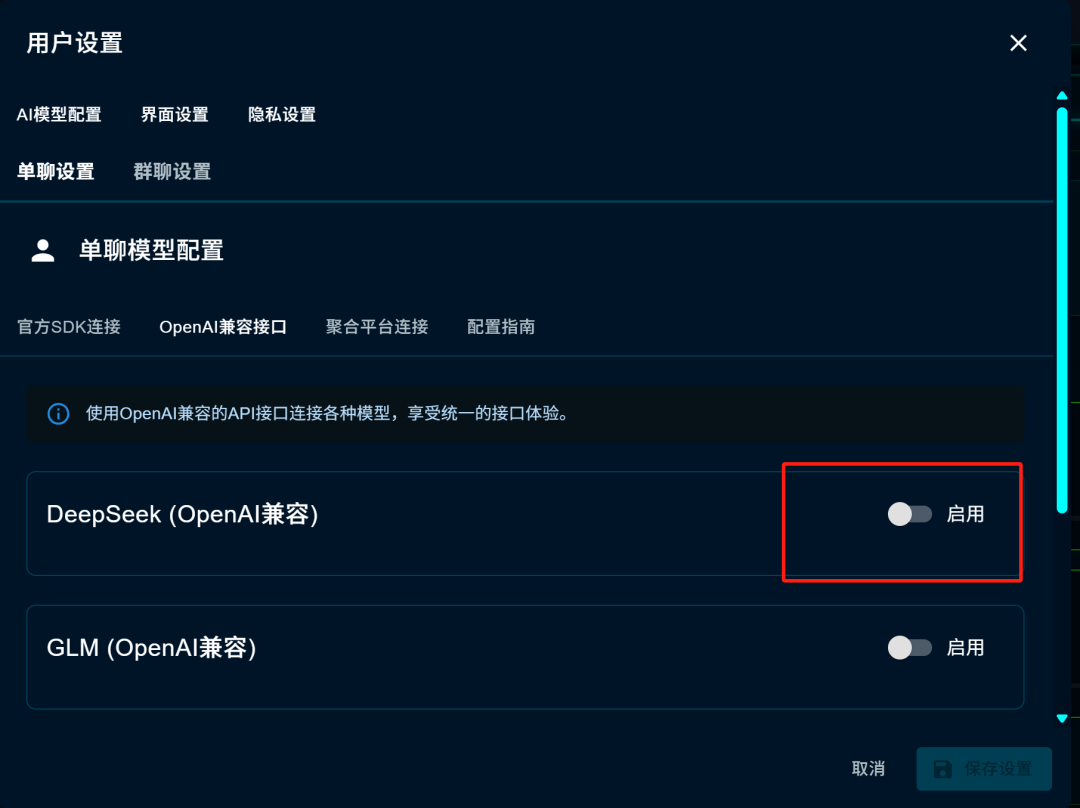 用户设置
AI模型配置 界面设置 隐私设置
单聊设置 群聊设置
单聊模型配置
官方SDK连接 OpenAI兼容接口 聚合平台连接 配置指南
使用OpenAI兼容的API接口连接各种模型，享受统一的接口体验。
DeepSeek (OpenAI兼容) 启用
GLM (OpenAI兼容) 启用
取消 保存设置